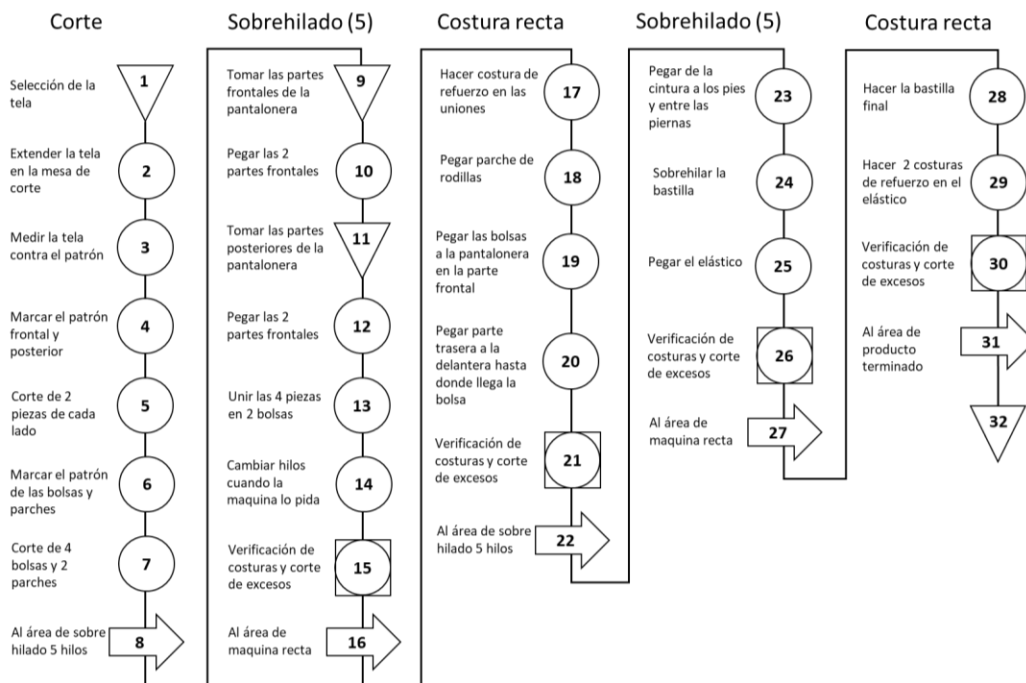 Corte
Selección de la
tela
1
Extender la tela
en la mesa de
corte
2
Medir la tela
contra el patrón
3
Marcar el patrón
frontal y
posterior
4
Corte de 2
piezas de cada
lado
5
Marcar el patrón
de las bolsas y
parches
6
Corte de 4
bolsas y 2
parches
7
Al área de sobre
hilado 5 hilos
8
Sobrehilado (5)
Tomar las partes
frontales de la
pantalonera
9
Pegar las 2
partes frontales
10
Tomar las partes
posteriores de la
pantalonera
11
Pegar las 2
partes frontales
12
Unir las 4 piezas
en 2 bolsas
13
Cambiar hilos
cuando la
maquina lo pida
14
Verificación de
costuras y corte
de excesos
15
Al área de
maquina recta
16
Costura recta
Hacer costura de
refuerzo en las
uniones
17
Pegar parche de
rodillas
18
Pegar las bolsas
a la pantalonera
en la parte
frontal
19
Pegar parte
trasera a la
delantera hasta
donde llega la
bolsa
20
Verificación de
costuras y corte
de excesos
21
Al área de sobre
hilado 5 hilos
22
Sobrehilado (5)
Pegar de la
cintura a los pies
y entre las
piernas
23
Sobrehilar la
bastilla
24
Pegar el elástico
25
Verificación de
costuras y corte
de excesos
26
Al área de
maquina recta
27
Costura recta
Hacer la bastilla
final
28
Hacer 2 costuras
de refuerzo en el
elástico
29
Verificación de
costuras y corte
de excesos
30
Al área de
producto
terminado
31
32